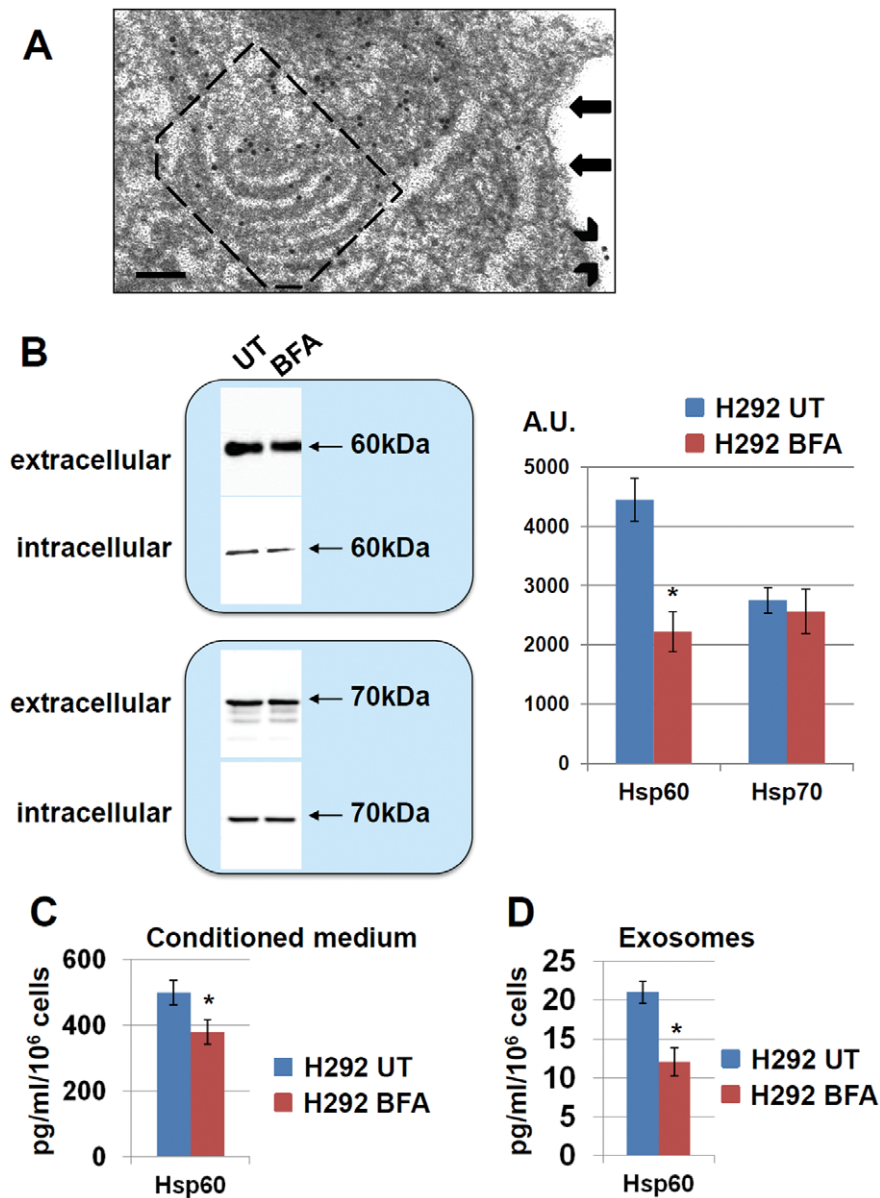 A
B
UT BFA
extracellular
60kDa
intracellular
60kDa
extracellular
70kDa
intracellular
70kDa
A.U.
H292 UT
H292 BFA
5000
4000
3000
2000
1000
0
*
Hsp60 Hsp70
C
Conditioned medium
pg/ml/10⁶ cells
600
400
200
0
*
Hsp60
H292 UT
H292 BFA
D
Exosomes
pg/ml/10⁶ cells
25
20
15
10
5
0
*
Hsp60
H292 UT
H292 BFA